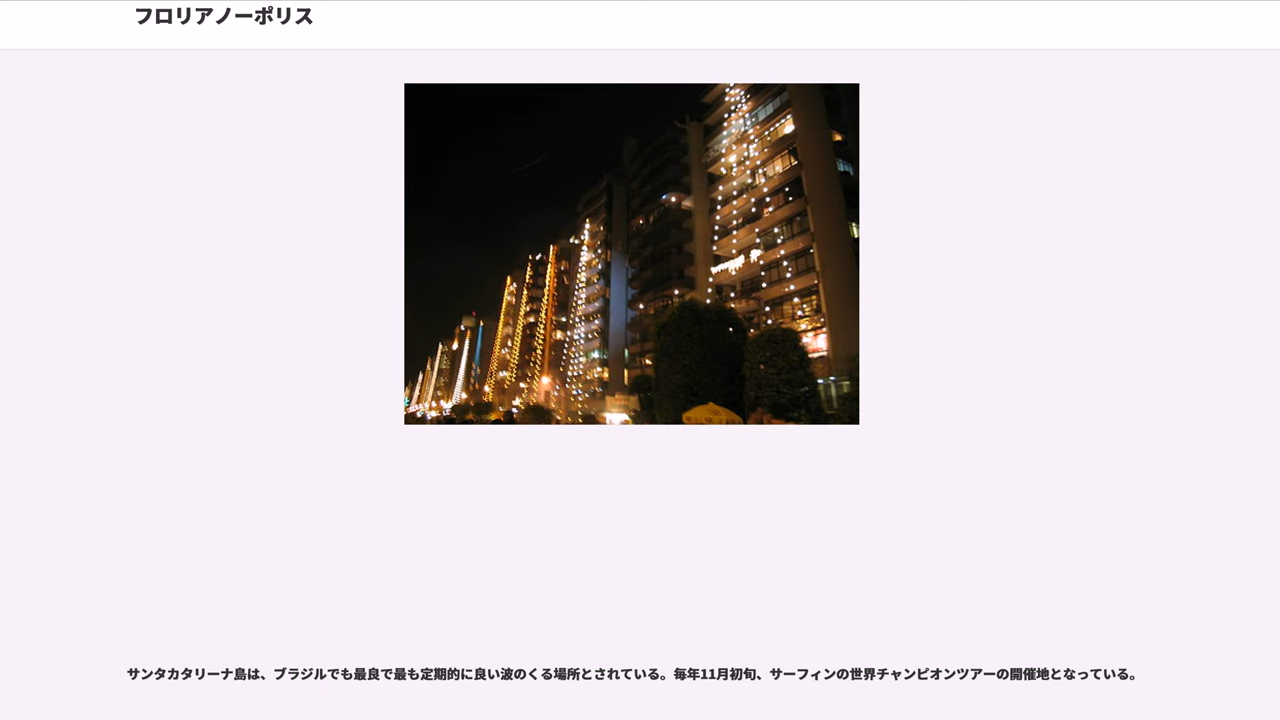 フロリアノーポリス
サンタカタリーナ島は、ブラジルでも最良で最も定期的に良い波のくる場所とされている。毎年11月初旬、サーフィンの世界チャンピオンツアーの開催地となっている。